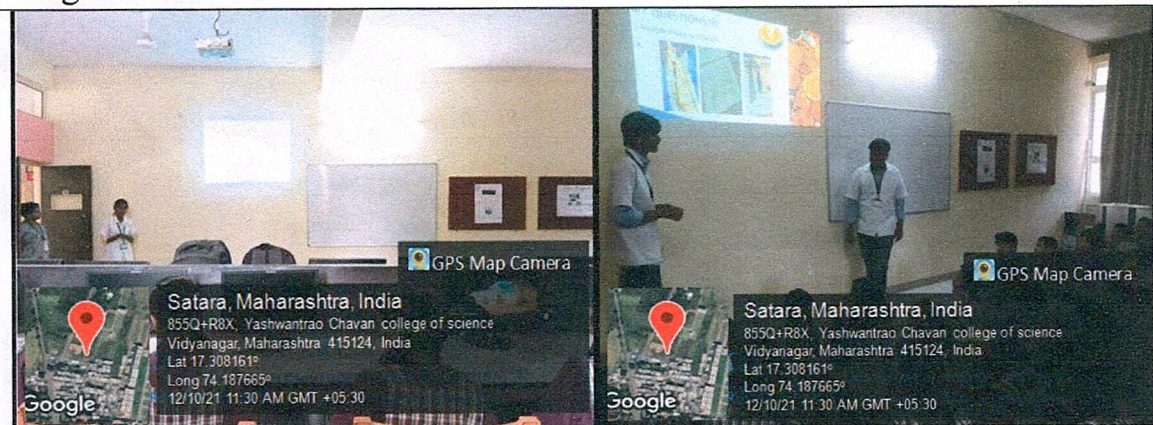 GPS Map Camera
Satara, Maharashtra, India
855Q+R8X, Yashwantrao Chavan college of science
Vidyanagar, Maharashtra 415124, India
Lat 17.308161°
Long 74.187665°
12/10/21 11:30 AM GMT +05:30
Google
GPS Map Camera
Satara, Maharashtra, India
855Q+R8X, Yashwantrao Chavan college of science
Vidyanagar, Maharashtra 415124, India
Lat 17.308161°
Long 74.187665°
12/10/21 11:30 AM GMT +05:30
Google